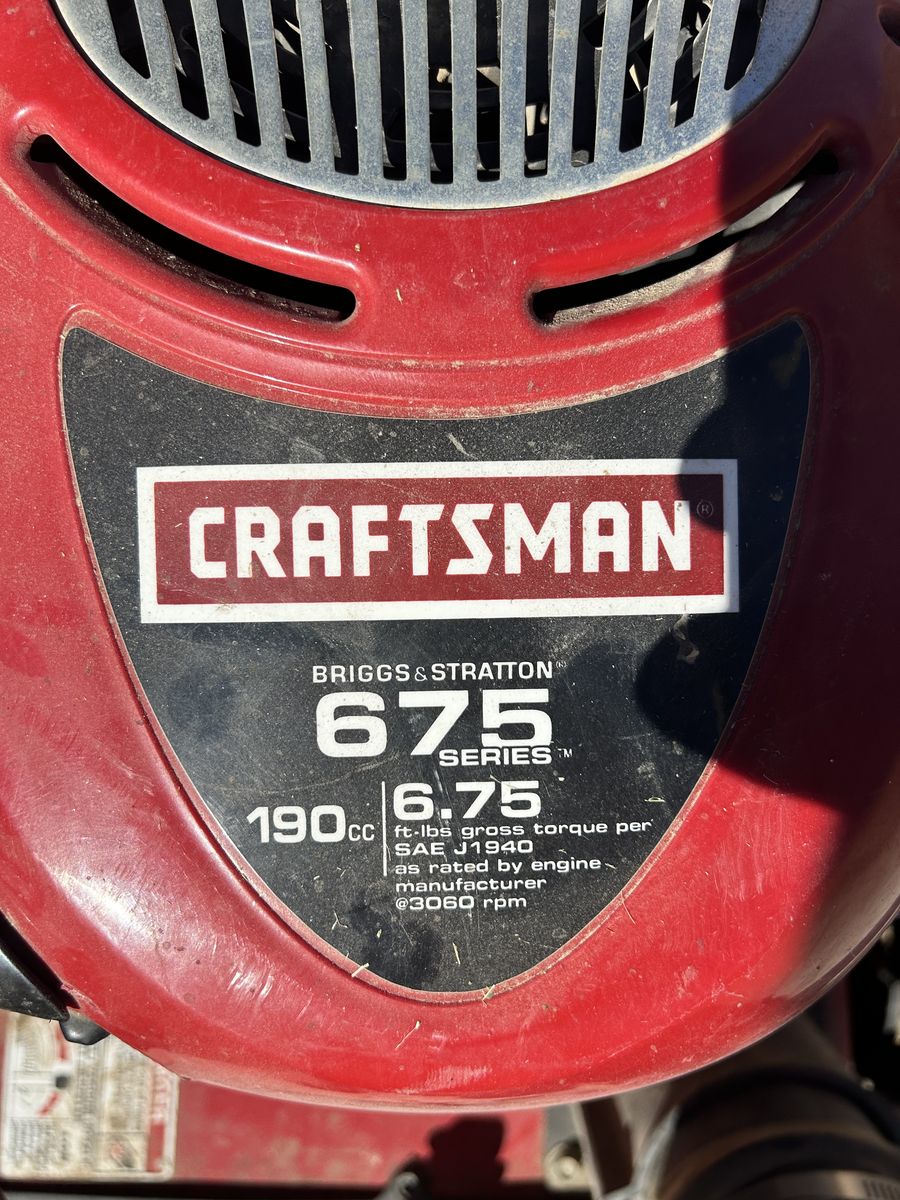 CRAFTSMAN®
BRIGGS & STRATTON®
675
SERIES™
190cc
6.75
ft-lbs gross torque per
SAE J1940
as rated by engine
manufacturer
@3060 rpm